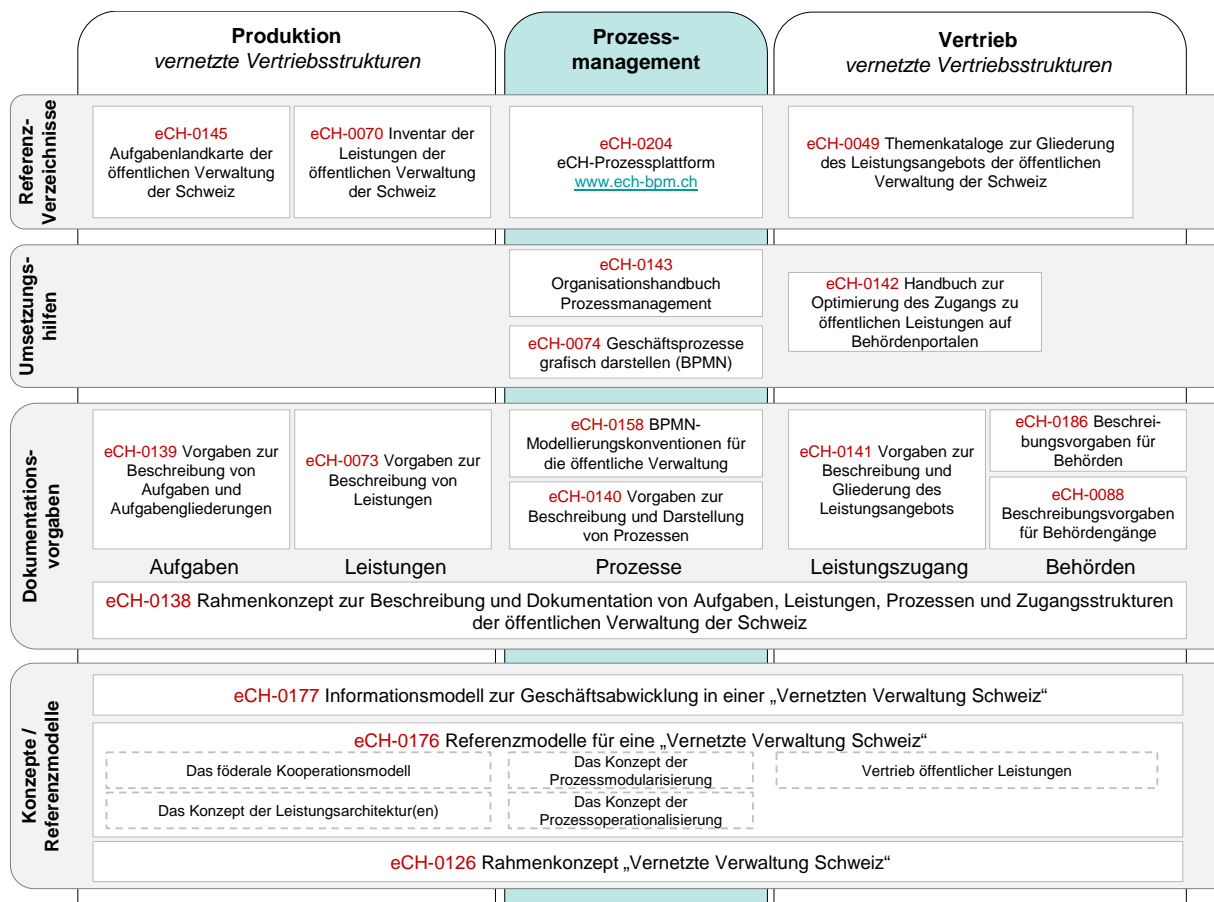 Produktion
vernetzte Vertriebsstrukturen
Prozess-
management
Vertrieb
vernetzte Vertriebsstrukturen
Referenz-
Verzeichnisse
eCH-0145
Aufgabenlandkarte der
öffentlichen Verwaltung
der Schweiz
eCH-0070 Inventar der
Leistungen der
öffentlichen Verwaltung
der Schweiz
eCH-0204
eCH-Prozessplattform
www.ech-bpm.ch
eCH-0049 Themenkataloge zur Gliederung
des Leistungsangebots der öffentlichen
Verwaltung der Schweiz
Umsetzungs-
hilfen
eCH-0143
Organisationshandbuch
Prozessmanagement
eCH-0074 Geschäftsprozesse
grafisch darstellen (BPMN)
eCH-0142 Handbuch zur
Optimierung des Zugangs zu
öffentlichen Leistungen auf
Behördenportalen
Dokumentations-
vorgaben
eCH-0139 Vorgaben zur
Beschreibung von
Aufgaben und
Aufgabengliederungen
eCH-0073 Vorgaben zur
Beschreibung von
Leistungen
eCH-0158 BPMN-
Modellierungskonventionen für
die öffentliche Verwaltung
eCH-0140 Vorgaben zur
Beschreibung und Darstellung
von Prozessen
eCH-0141 Vorgaben zur
Beschreibung und
Gliederung des
Leistungsangebots
eCH-0186 Beschrei-
bungsvorgaben für
Behörden
eCH-0088
Beschreibungsvorgaben
für Behördengänge
Aufgaben
Leistungen
Prozesse
Leistungszugang
Behörden
eCH-0138 Rahmenkonzept zur Beschreibung und Dokumentation von Aufgaben, Leistungen, Prozessen und Zugangsstrukturen
der öffentlichen Verwaltung der Schweiz
Konzepte /
Referenzmodelle
eCH-0177 Informationsmodell zur Geschäftsabwicklung in einer „Vernetzten Verwaltung Schweiz“
eCH-0176 Referenzmodelle für eine „Vernetzte Verwaltung Schweiz“
Das föderale Kooperationsmodell
Das Konzept der
Prozessmodularisierung
Vertrieb öffentlicher Leistungen
Das Konzept der Leistungsarchitektur(en)
Das Konzept der
Prozessoperationalisierung
eCH-0126 Rahmenkonzept „Vernetzte Verwaltung Schweiz“